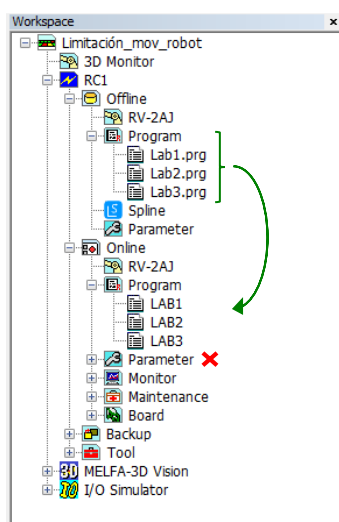 Workspace
Limitación_mov_robot
3D Monitor
RC1
Offline
RV-2AJ
Program
Lab1.prg
Lab2.prg
Lab3.prg
Spline
Parameter
Online
RV-2AJ
Program
LAB1
LAB2
LAB3
Parameter
Monitor
Maintenance
Board
Backup
Tool
MELFA-3D Vision
I/O Simulator